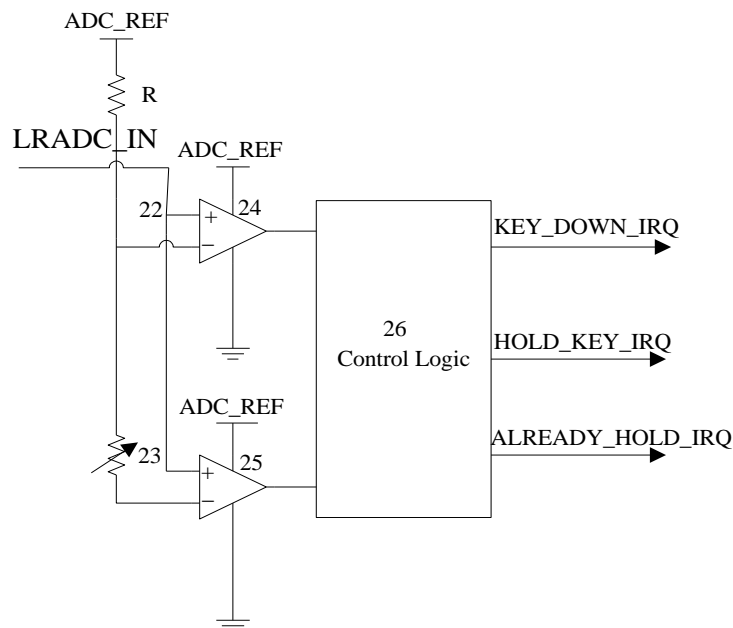 ADC_REF
R
LRADC_IN
ADC_REF
22
+
−
24
KEY_DOWN_IRQ
26
Control Logic
HOLD_KEY_IRQ
ADC_REF
ALREADY_HOLD_IRQ
23
+
−
25